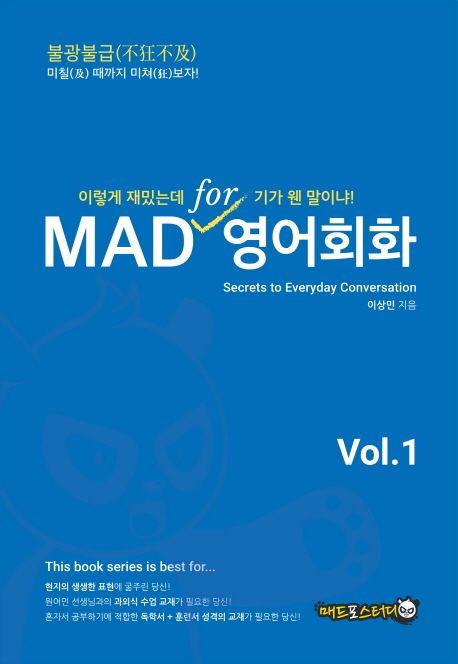 불광불급(不狂不及)
미칠(及) 때까지 미쳐(狂)보자!
이렇게 재밌는데 for 기가 웬 말이냐!
MAD 영어회화
Secrets to Everyday Conversation
이상민 지음
Vol.1
This book series is best for...
현지의 생생한 표현에 굶주린 당신!
원어민 선생님과의 과외식 수업 교재가 필요한 당신!
혼자서 공부하기에 적합한 독학서 + 훈련서 성격의 교재가 필요한 당신!
매드포스터디